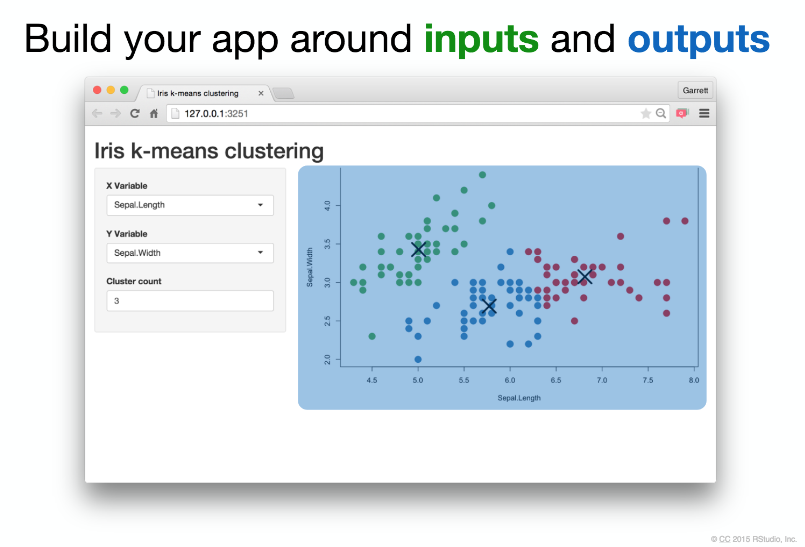 Build your app around inputs and outputs
Iris k-means clustering
Garrett
127.0.0.1:3251
Iris k-means clustering
X Variable
Sepal.Length
Y Variable
Sepal.Width
Cluster count
3
Sepal.Width
4.0
3.5
3.0
2.5
2.0
4.5 5.0 5.5 6.0 6.5 7.0 7.5 8.0
Sepal.Length
© CC 2015 RStudio, Inc.